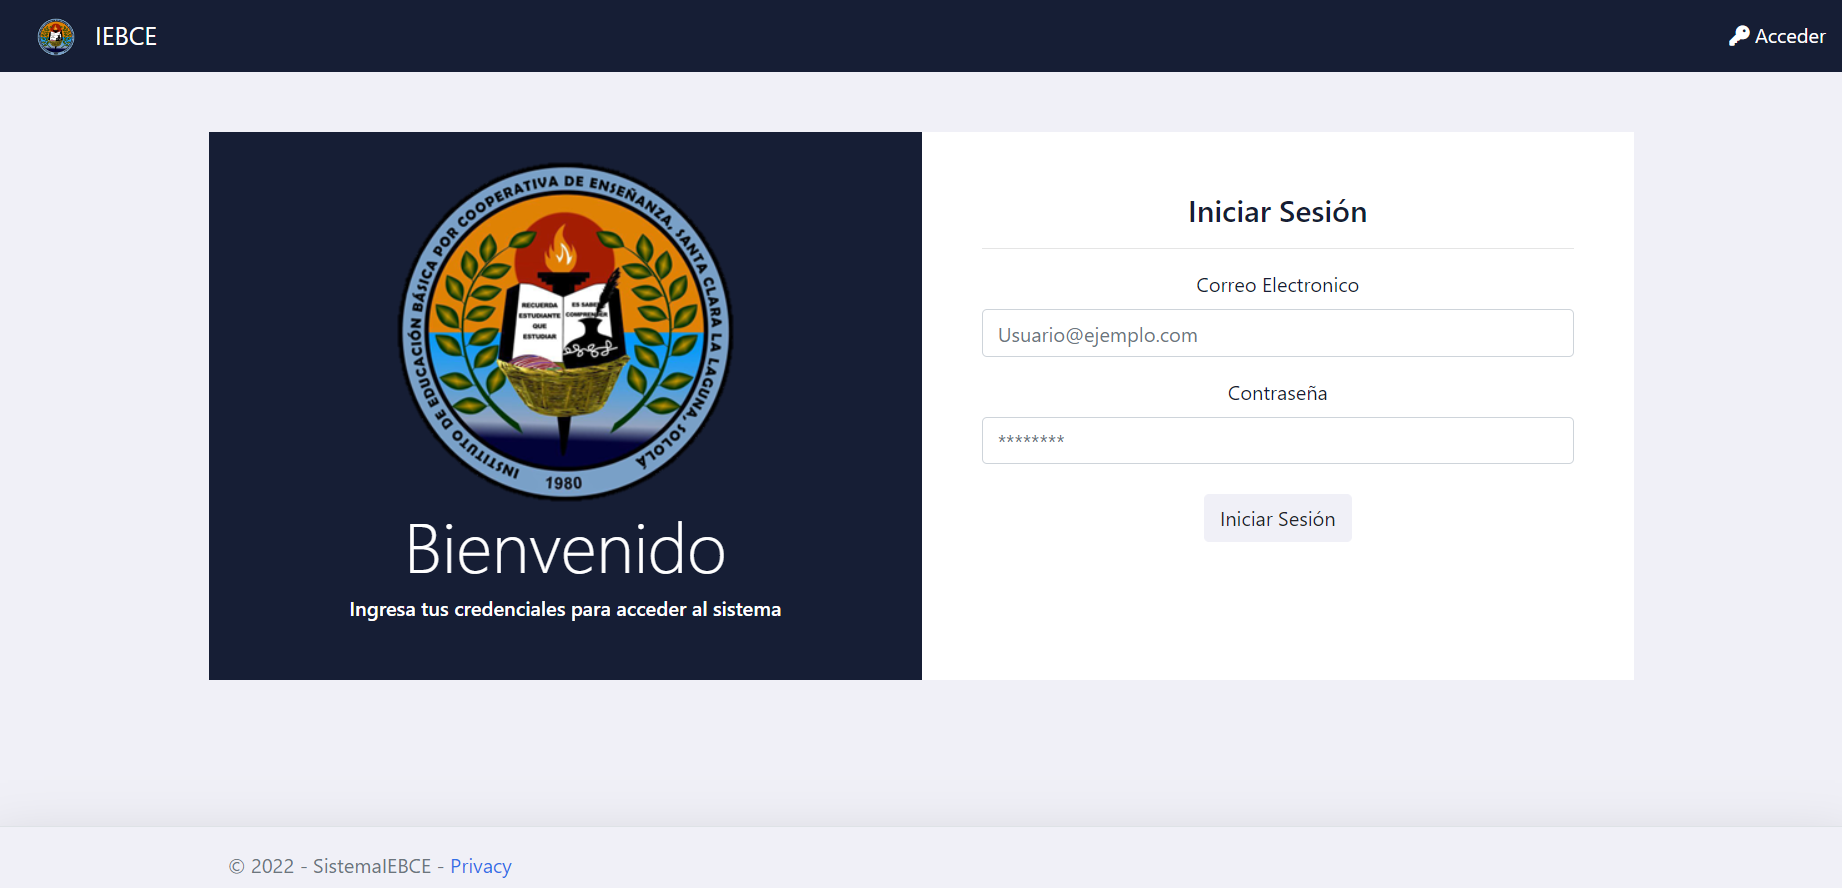 IEBCE
Acceder
INSTITUTO DE EDUCACIÓN BÁSICA POR COOPERATIVA DE ENSEÑANZA, SANTA CLARA LA LAGUNA, SOLOLÁ
RECUERDA
ESTUDIANTE
QUE
ESTUDIAR
ES SABER
COMPRENDER
1980
Bienvenido
Ingresa tus credenciales para acceder al sistema
Iniciar Sesión
Correo Electronico
Usuario@ejemplo.com
Contraseña
********
Iniciar Sesión
© 2022 - SistemaIEBCE - Privacy